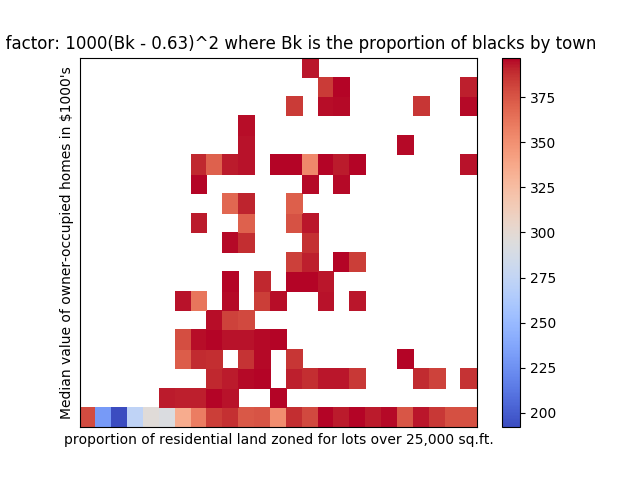 factor: 1000(Bk - 0.63)^2 where Bk is the proportion of blacks by town
Median value of owner-occupied homes in $1000's
375
350
325
300
275
250
225
200
proportion of residential land zoned for lots over 25,000 sq.ft.